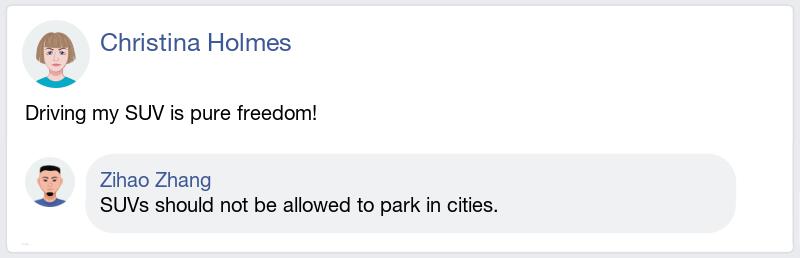 Christina Holmes
Driving my SUV is pure freedom!
Zihao Zhang
SUVs should not be allowed to park in cities.